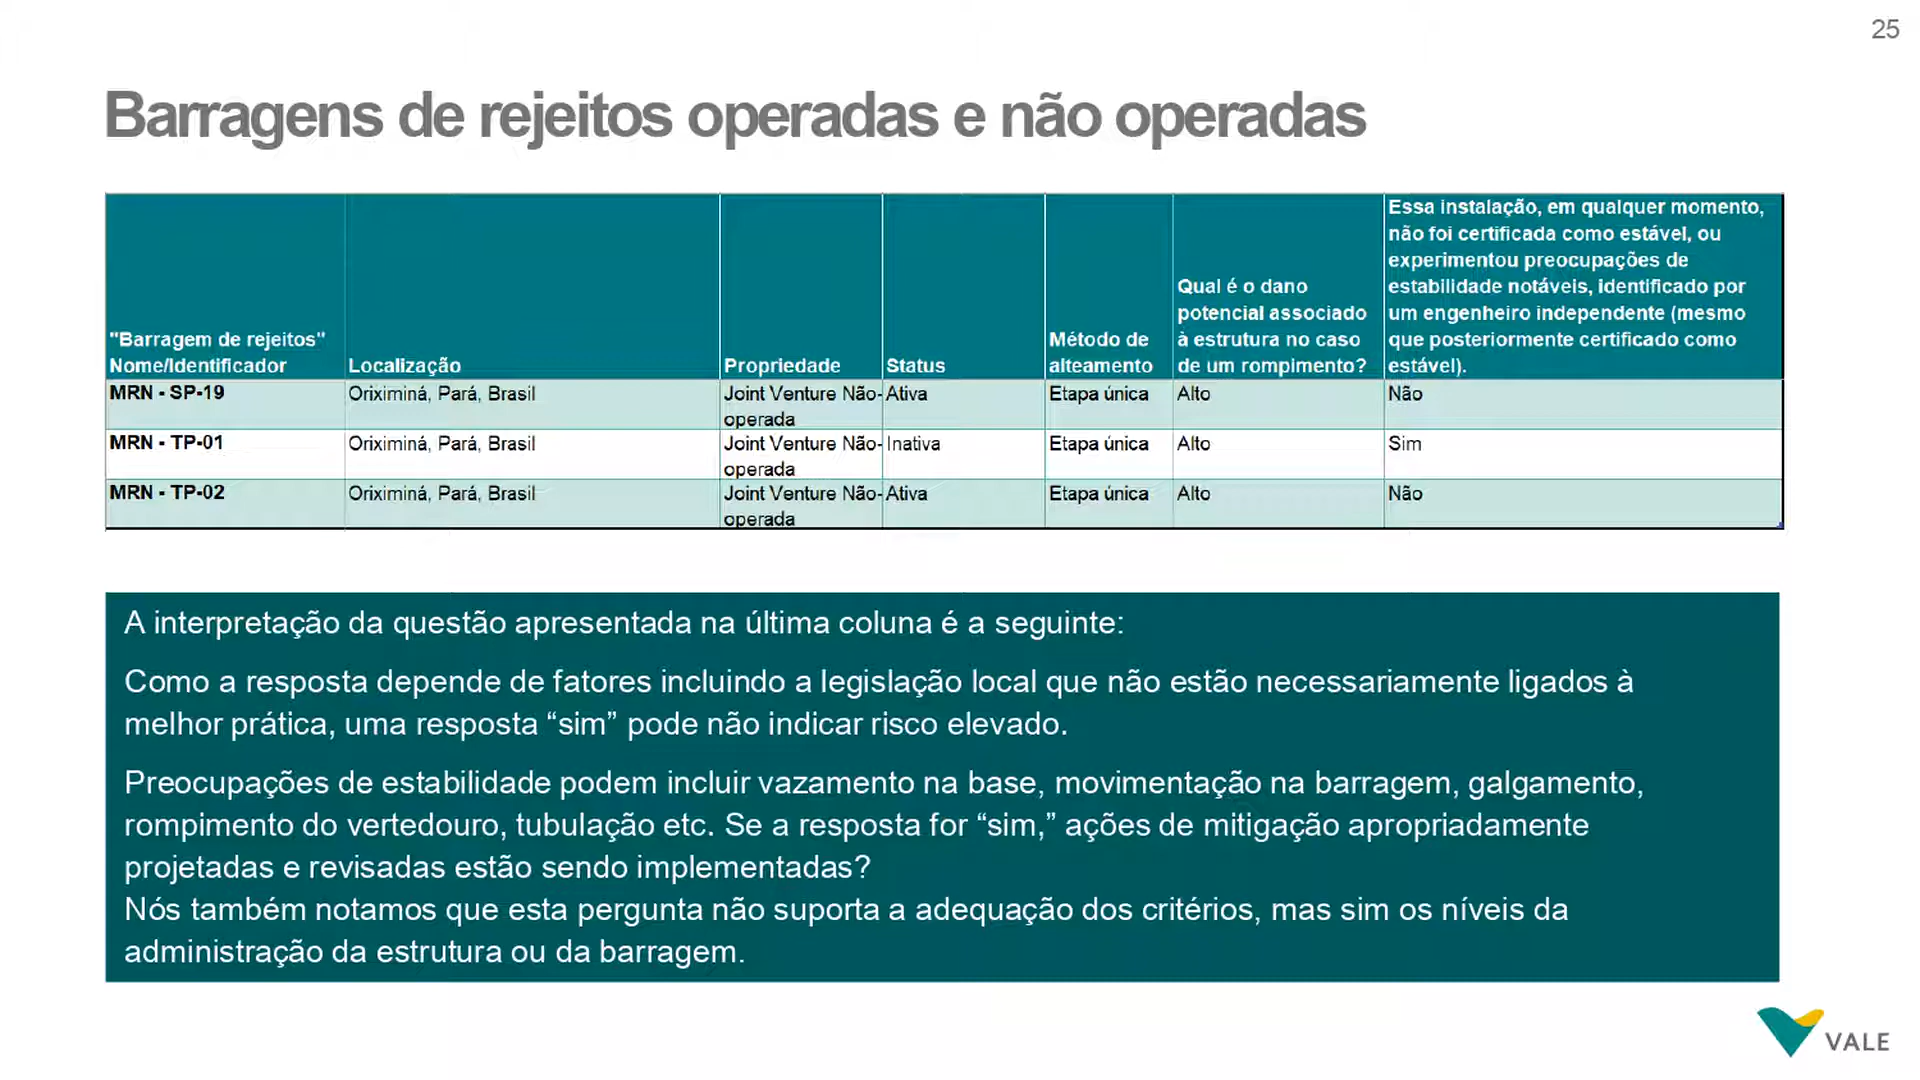 25
Barragens de rejeitos operadas e não operadas
"Barragem de rejeitos"
Nome/Identificador
Localização
Propriedade
Status
Método de
alteamento
Qual é o dano
potencial associado
à estrutura no caso
de um rompimento?
Essa instalação, em qualquer momento,
não foi certificada como estável, ou
experimentou preocupações de
estabilidade notáveis, identificado por
um engenheiro independente (mesmo
que posteriormente certificado como
estável).
MRN - SP-19
Oriximiná, Pará, Brasil
Joint Venture Não-
operada
Ativa
Etapa única
Alto
Não
MRN - TP-01
Oriximiná, Pará, Brasil
Joint Venture Não-
operada
Inativa
Etapa única
Alto
Sim
MRN - TP-02
Oriximiná, Pará, Brasil
Joint Venture Não-
operada
Ativa
Etapa única
Alto
Não
A interpretação da questão apresentada na última coluna é a seguinte:
Como a resposta depende de fatores incluindo a legislação local que não estão necessariamente ligados à
melhor prática, uma resposta “sim” pode não indicar risco elevado.
Preocupações de estabilidade podem incluir vazamento na base, movimentação na barragem, galgamento,
rompimento do vertedouro, tubulação etc. Se a resposta for “sim,” ações de mitigação apropriadamente
projetadas e revisadas estão sendo implementadas?
Nós também notamos que esta pergunta não suporta a adequação dos critérios, mas sim os níveis da
administração da estrutura ou da barragem.
VALE